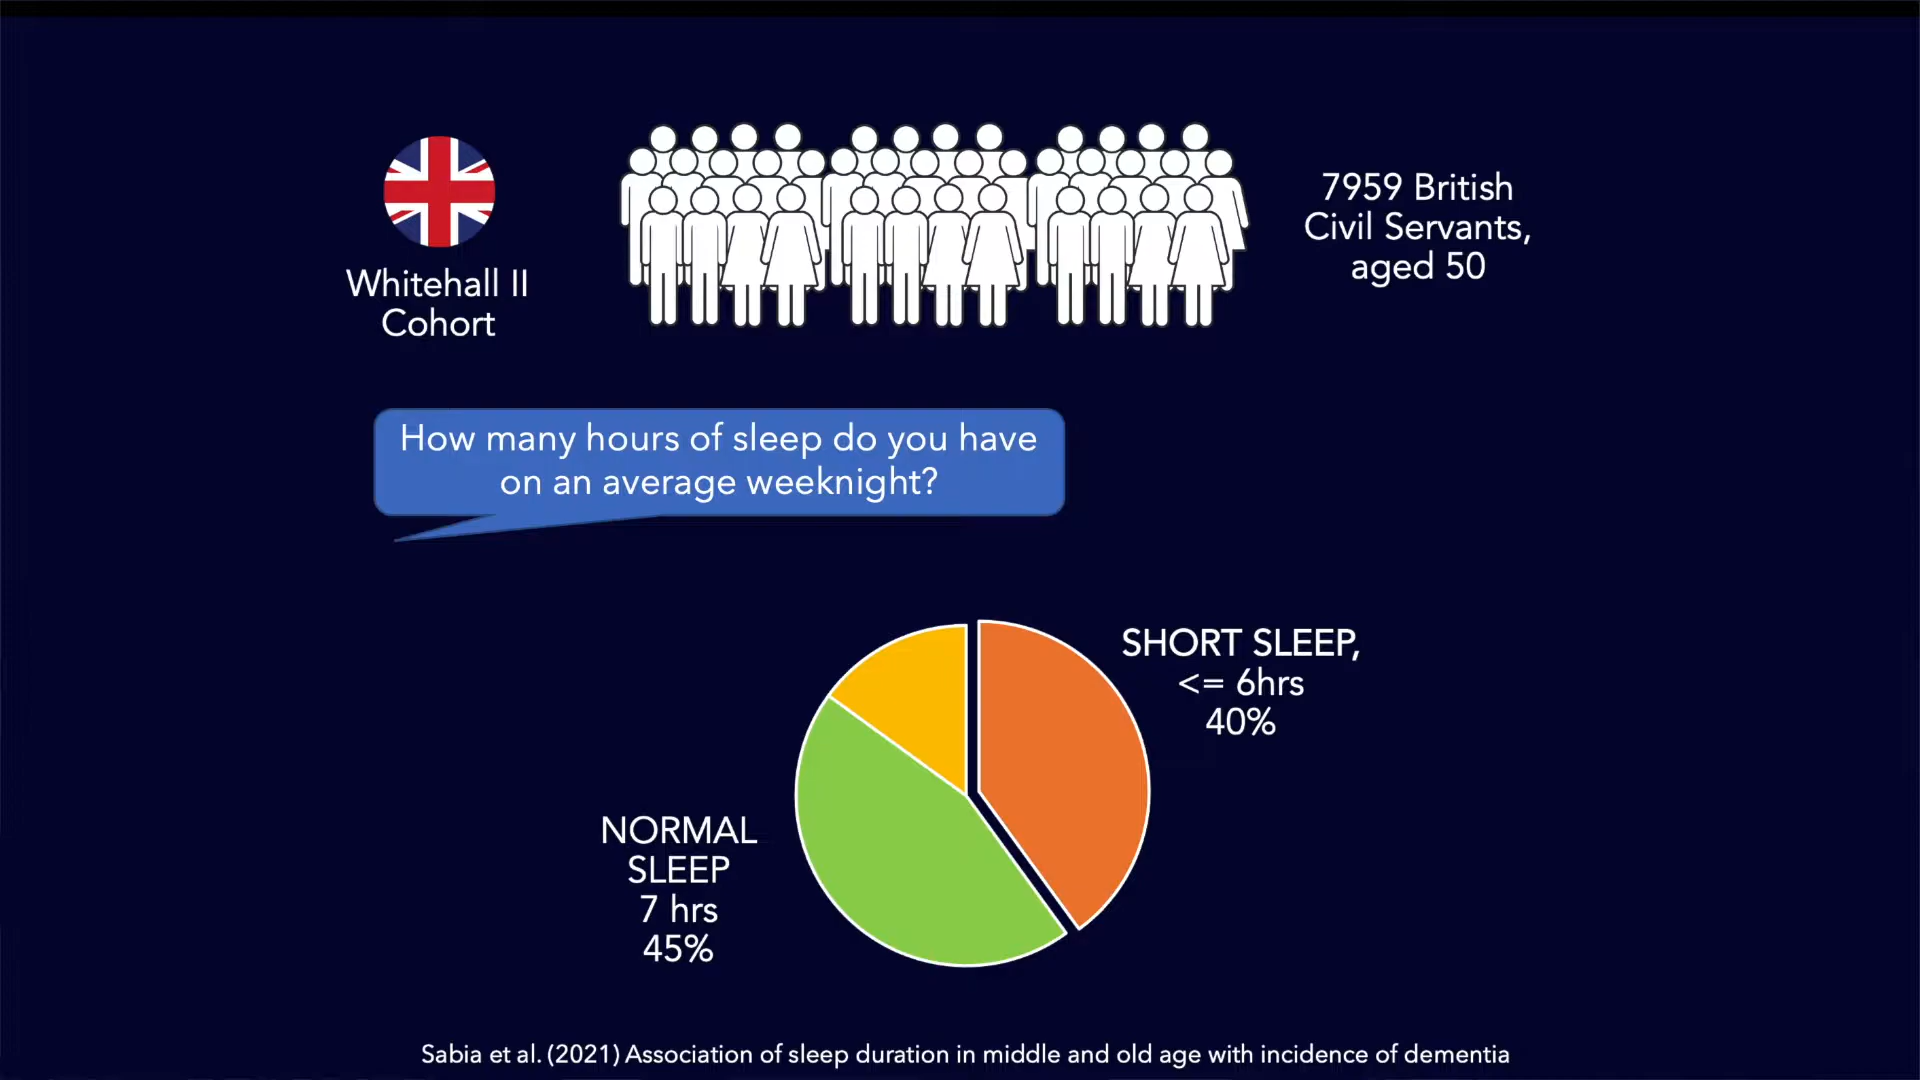 Whitehall II
Cohort
7959 British
Civil Servants,
aged 50
How many hours of sleep do you have
on an average weeknight?
SHORT SLEEP,
<= 6hrs
40%
NORMAL
SLEEP
7 hrs
45%
Sabia et al. (2021) Association of sleep duration in middle and old age with incidence of dementia